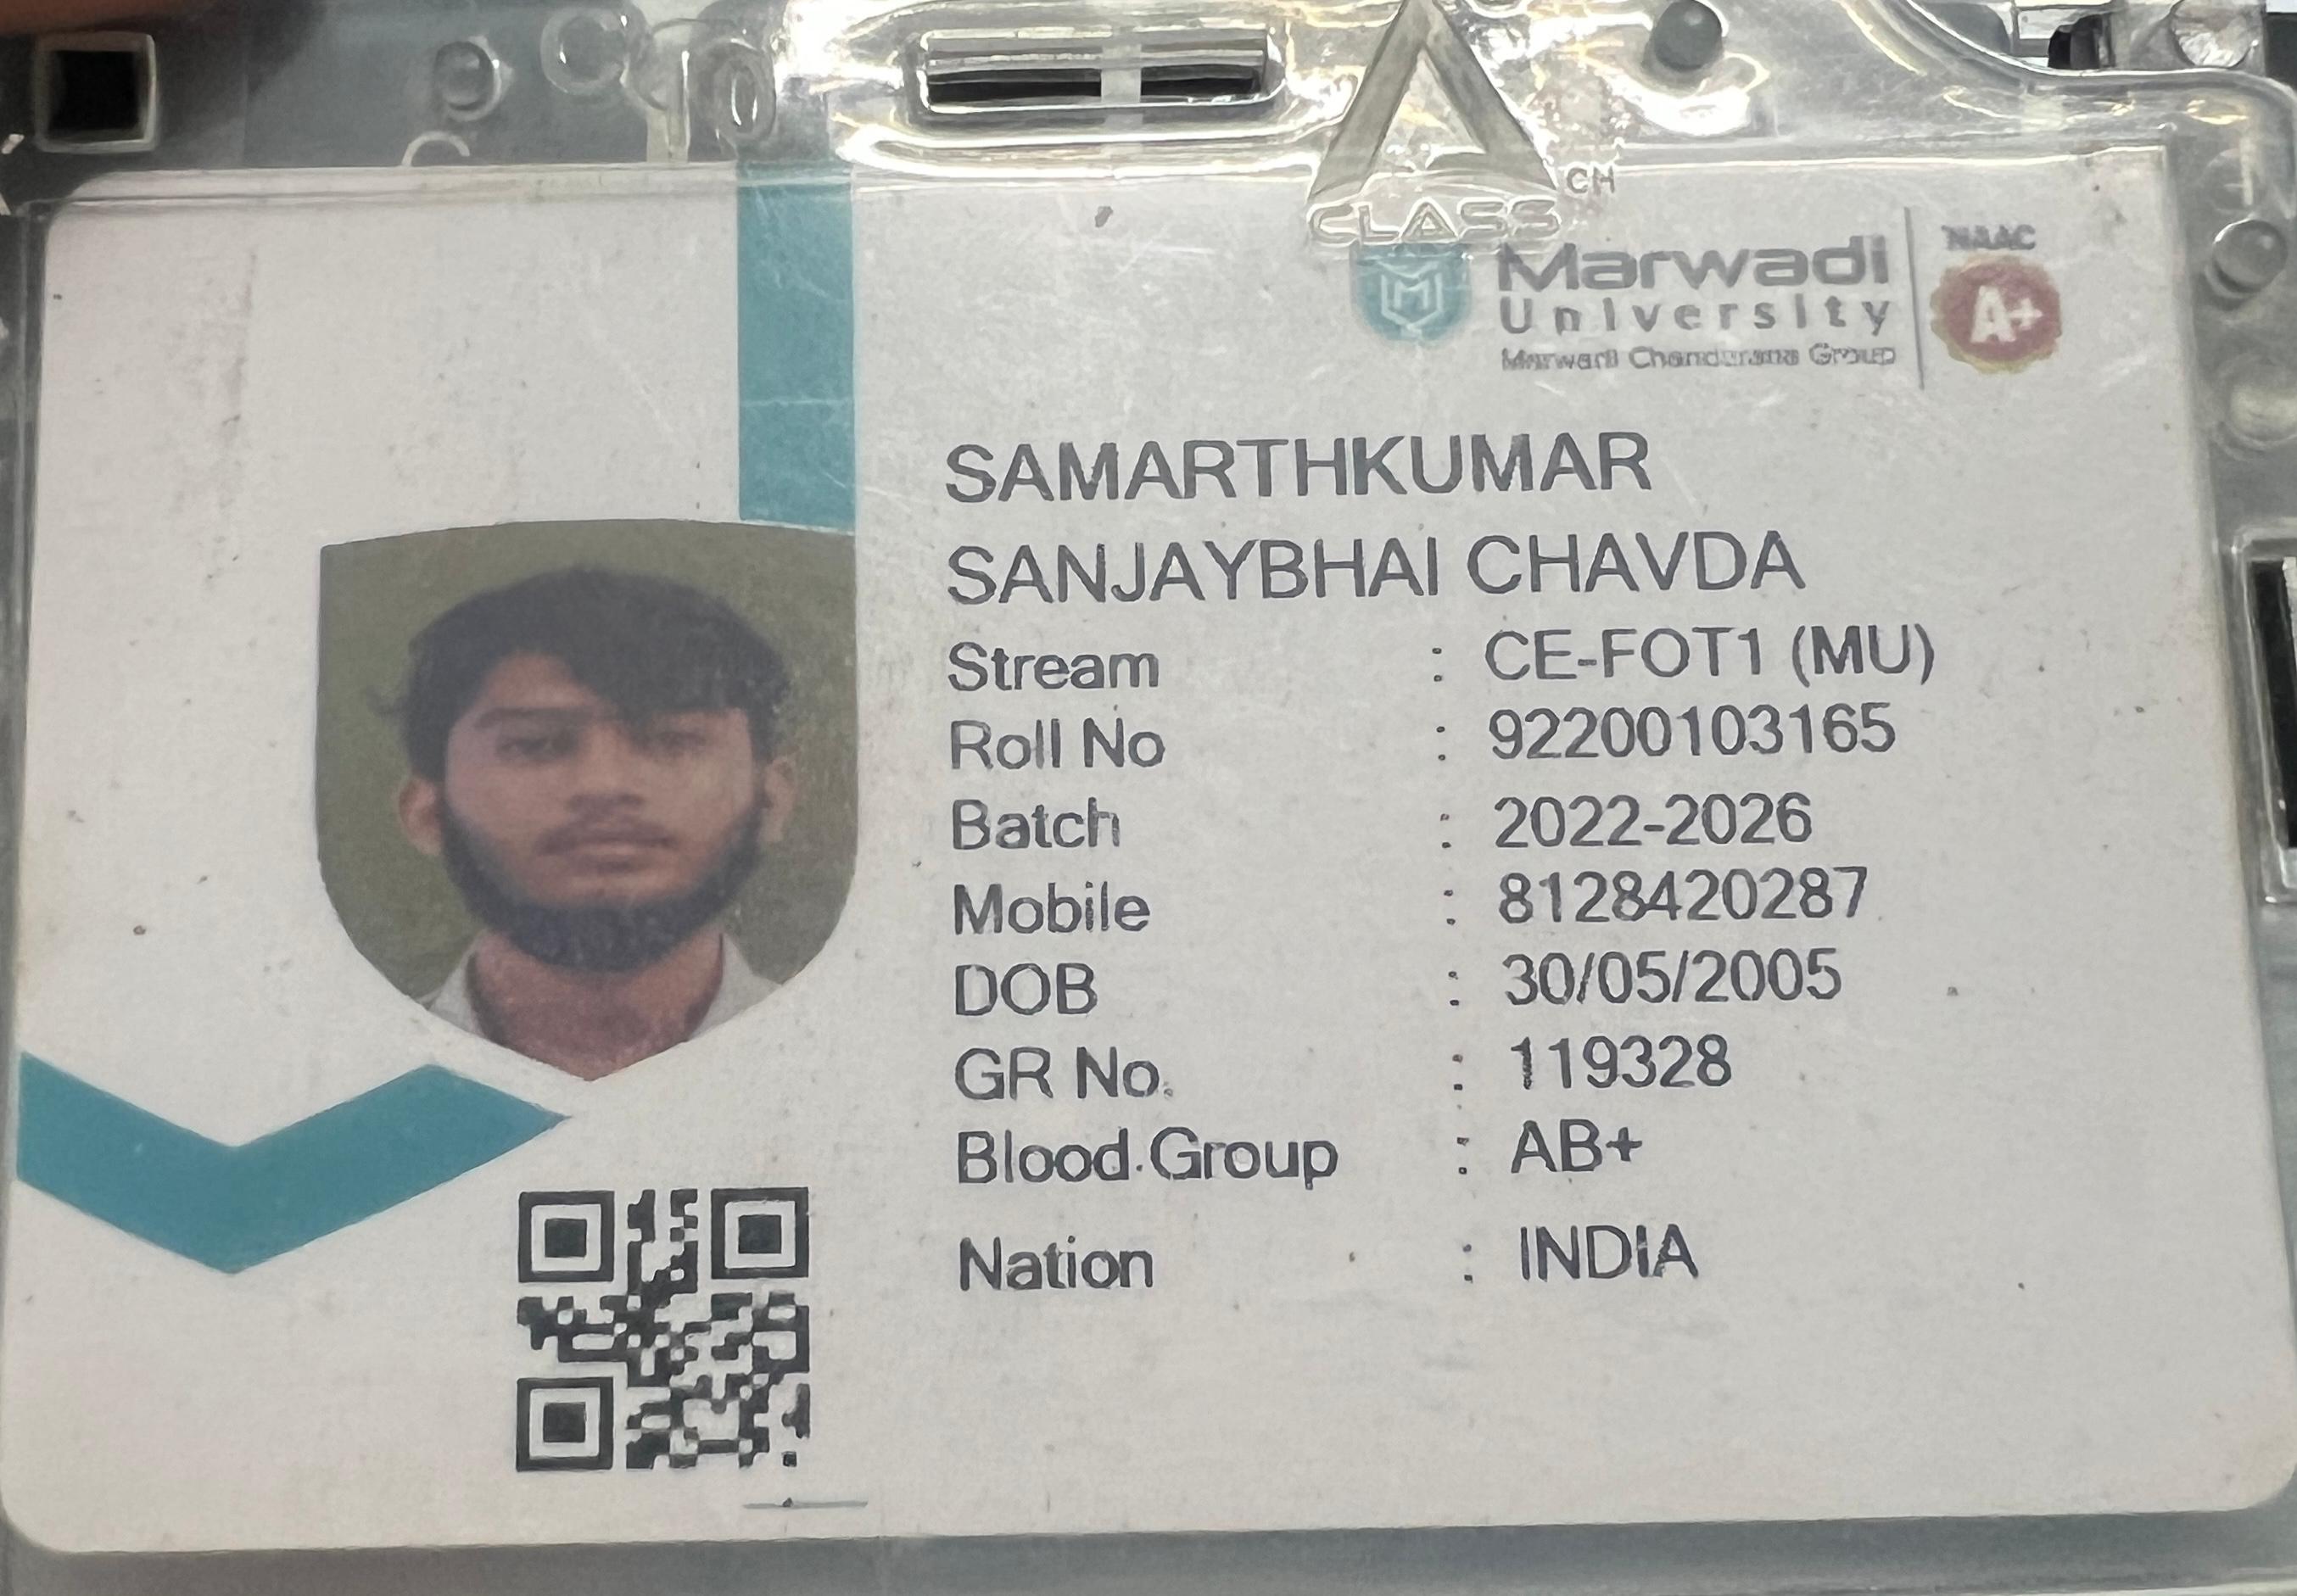 CLASS
CH
Marwadi
University
Marwadi Chandarana Group
NAAC
A+
SAMARTHKUMAR
SANJAYBHAI CHAVDA
Stream : CE-FOT1 (MU)
Roll No : 92200103165
Batch : 2022-2026
Mobile : 8128420287
DOB : 30/05/2005
GR No. : 119328
Blood Group : AB+
Nation : INDIA